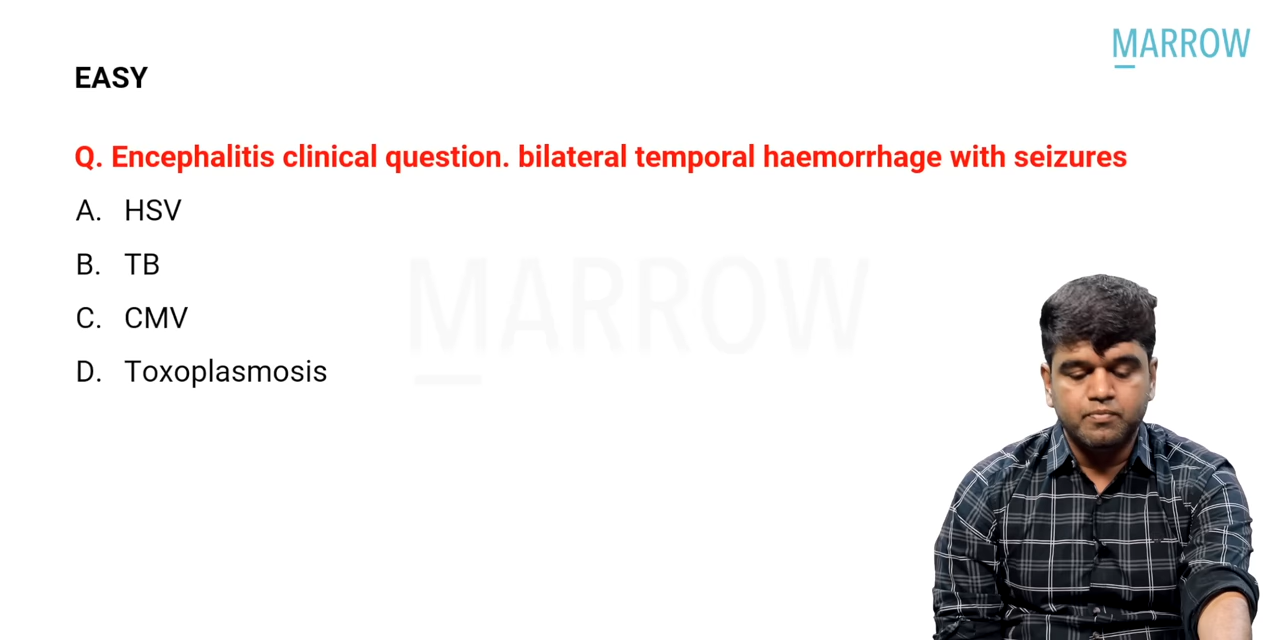 MARROW
EASY
Q. Encephalitis clinical question. bilateral temporal haemorrhage with seizures
A. HSV
B. TB
C. CMV
D. Toxoplasmosis
MARROW